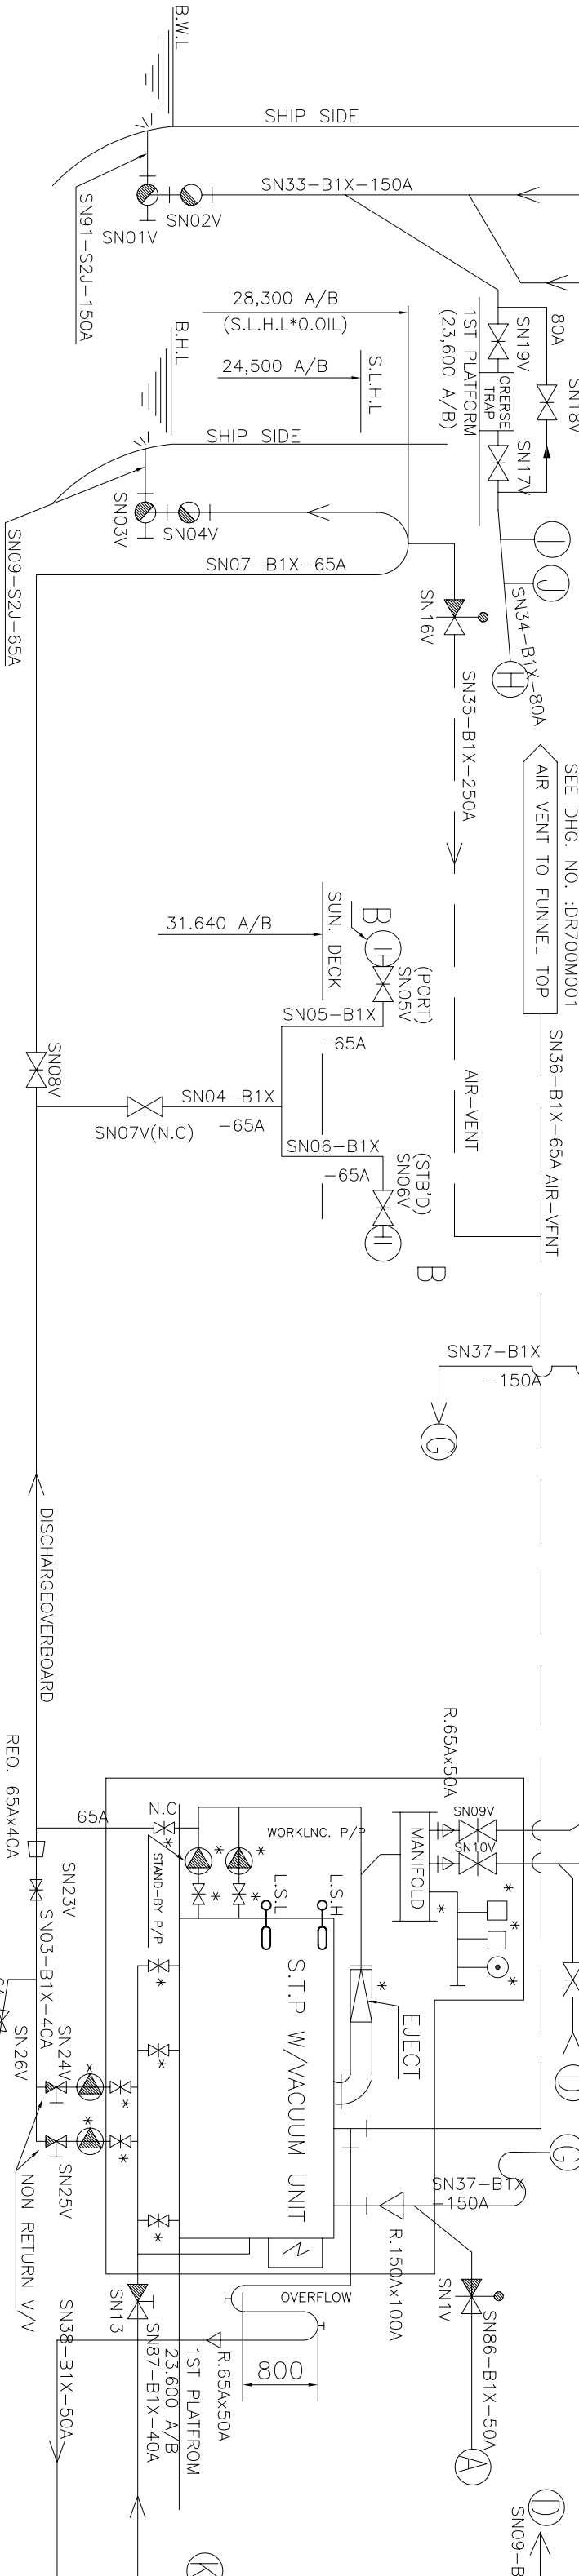 B.W.L
SHIP SIDE
SN33-B1X-150A
SN02V
SN01V
SN91-S2J-150A
28,300 A/B
(S.L.H.L*0.OIL)
24,500 A/B
S.L.H.L
B.H.L
SHIP SIDE
80A
SN18V
SN19V
ORERSE
TRAP
SN17V
1ST PLATFORM
(23,600 A/B)
I
J
SN34-B1X-80A
H
SN03V
SN04V
SN07-B1X-65A
SN09-S2J-65A
SN16V
SN35-B1X-250A
SEE DHG. NO. :DR700M001
AIR VENT TO FUNNEL TOP
SN36-B1X-65A
AIR-VENT
AIR-VENT
31.640 A/B
SUN. DECK
B
H
(PORT)
SN05V
SN05-B1X
-65A
SN08V
SN04-B1X
-65A
SN07V(N.C)
SN06-B1X
-65A
(STB'D)
SN06V
H
B
SN37-B1X
-150A
G
DISCHARGEOVERBOARD
REO. 65Ax40A
65A
N.C
STAND-BY P/P
WORKLNC. P/P
L.S.L
L.S.H
R.65Ax50A
SN09V
SN10V
MANIFOLD
EJECT
S.T.P W/VACUUM UNIT
SN23V
SN03-B1X-40A
SN26V
SN24V
SN25V
NON RETURN V/V
D
G
SN37-B1X
-150A
R.150Ax100A
SN1V
SN86-B1X-50A
A
OVERFLOW
800
R.65Ax50A
SN13
SN87-B1X-40A
1ST PLATFROM
23.600 A/B
SN38-B1X-50A
K
D
SN09-B